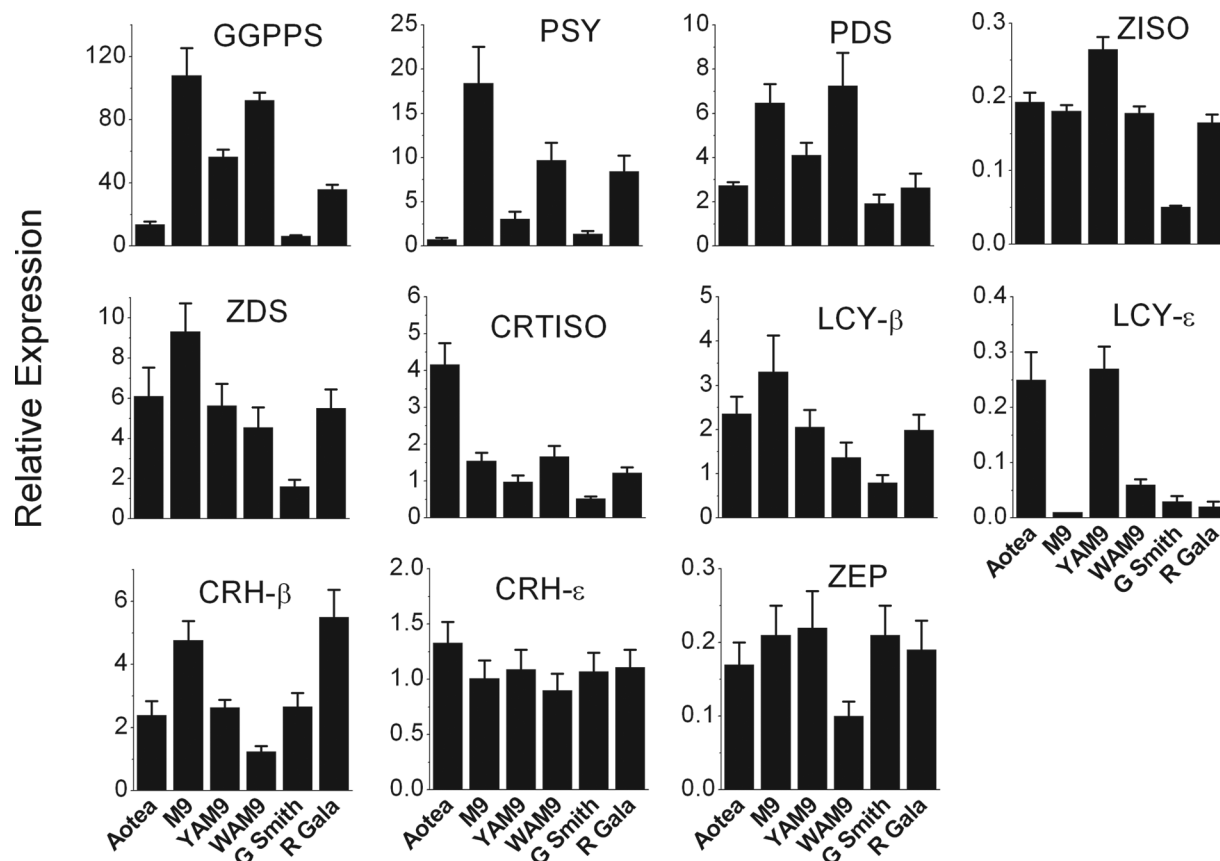 Relative Expression
GGPPS
120
80
40
0
PSY
25
20
15
10
5
0
PDS
10
8
6
4
2
0
ZISO
0.3
0.2
0.1
0.0
ZDS
10
8
6
4
2
0
CRTISO
6
5
4
3
2
1
0
LCY-β
5
4
3
2
1
0
LCY-ε
0.4
0.3
0.2
0.1
0.0
Aotea
M9
YAM9
WAM9
G Smith
R Gala
CRH-β
6
4
2
0
Aotea
M9
YAM9
WAM9
G Smith
R Gala
CRH-ε
2.0
1.5
1.0
0.5
0.0
Aotea
M9
YAM9
WAM9
G Smith
R Gala
ZEP
0.3
0.2
0.1
0.0
Aotea
M9
YAM9
WAM9
G Smith
R Gala